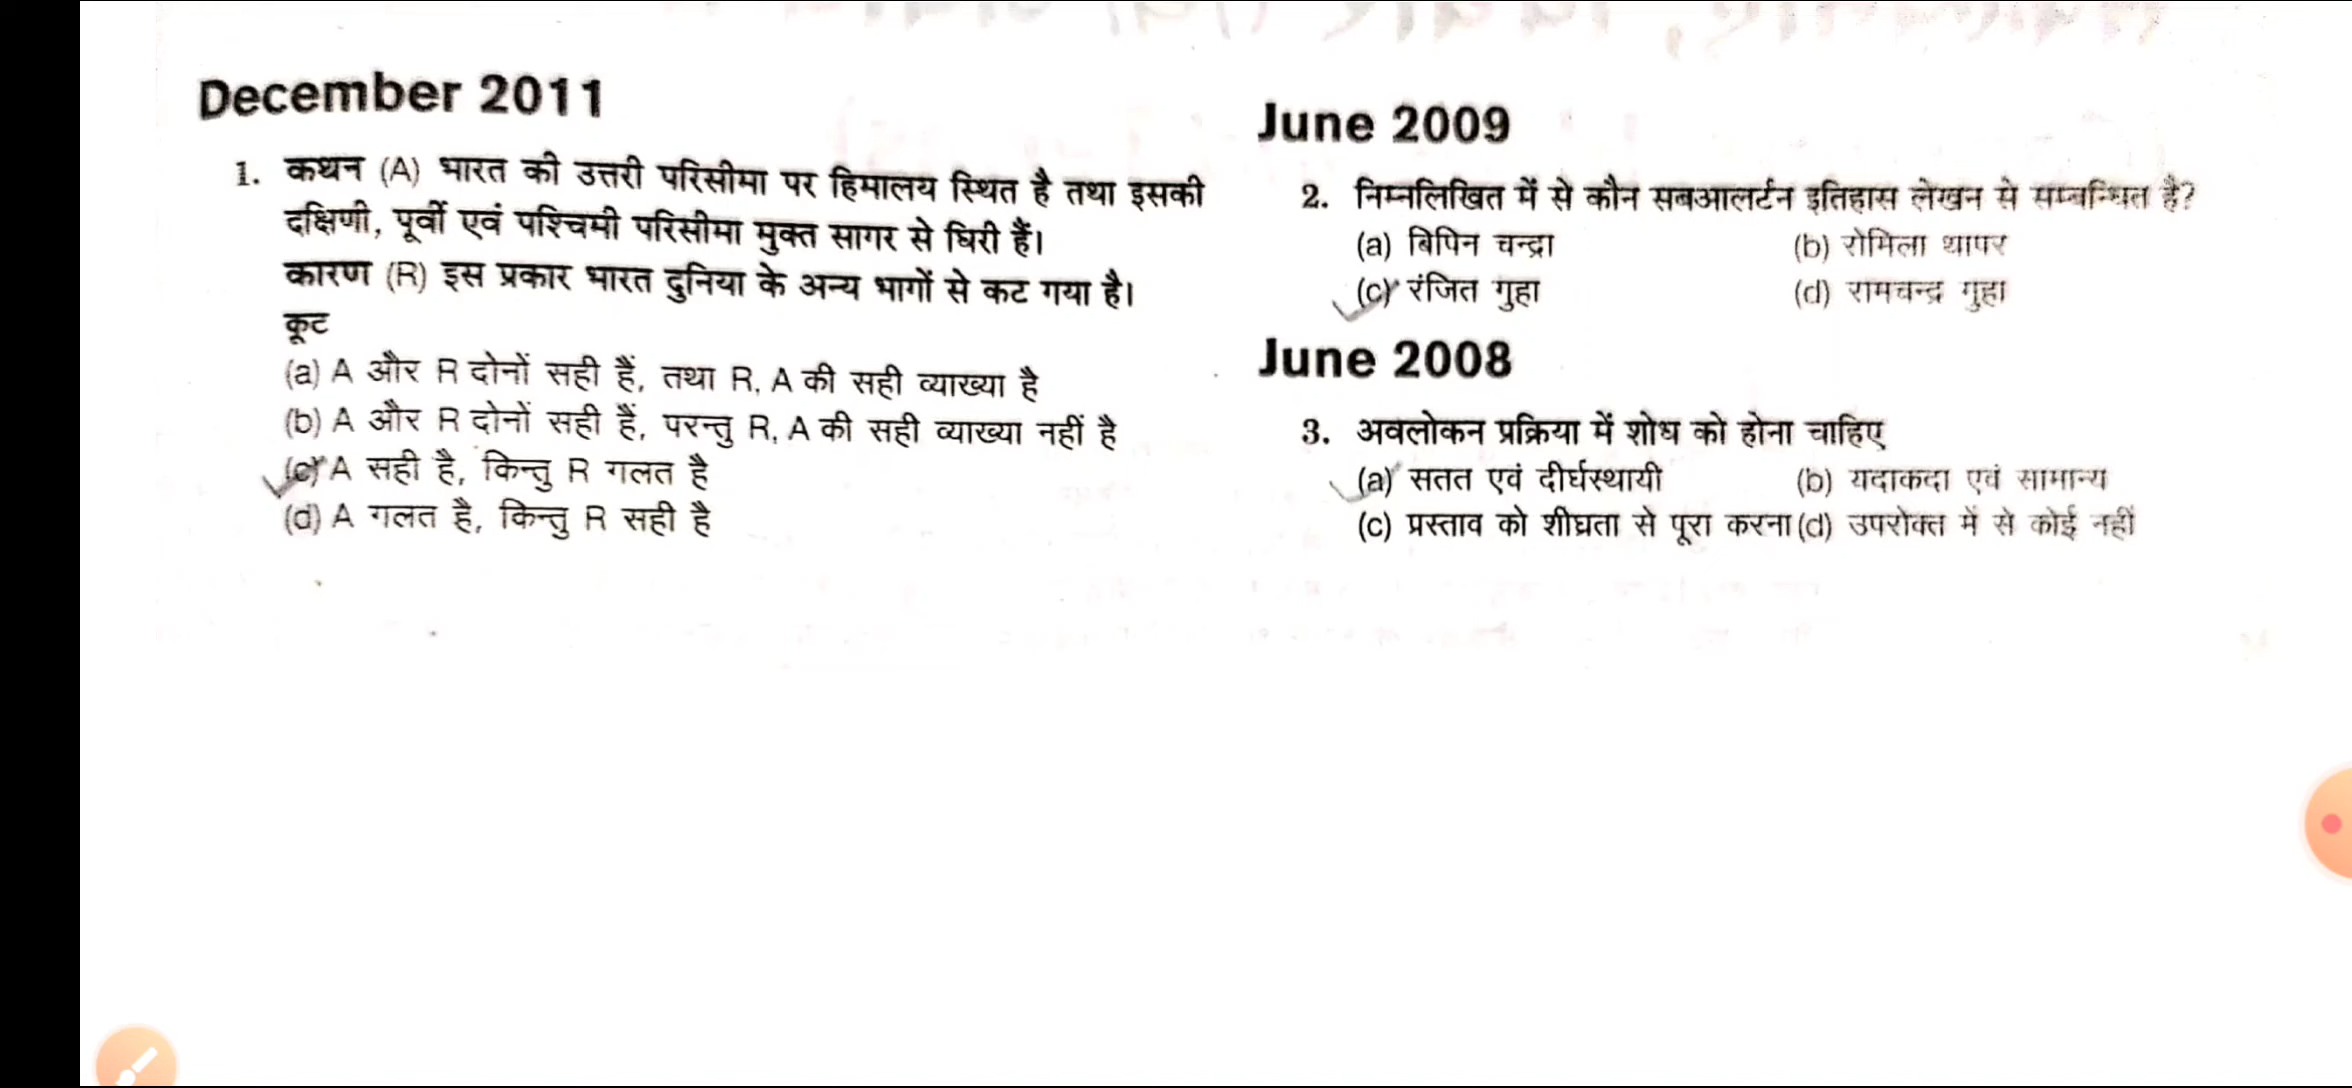 December 2011
1. कथन (A) भारत की उत्तरी परिसीमा पर हिमालय स्थित है तथा इसकी
दक्षिणी, पूर्वी एवं पश्चिमी परिसीमा मुक्त सागर से घिरी हैं।
कारण (R) इस प्रकार भारत दुनिया के अन्य भागों से कट गया है।
कूट
(a) A और R दोनों सही हैं, तथा R, A की सही व्याख्या है
(b) A और R दोनों सही हैं, परन्तु R, A की सही व्याख्या नहीं है
(c) A सही है, किन्तु R गलत है
(d) A गलत है, किन्तु R सही है
June 2009
2. निम्नलिखित में से कौन सबआलर्टन इतिहास लेखन से सम्बन्धित है?
(a) बिपिन चन्द्रा (b) रोमिला थापर
(c) रंजित गुहा (d) रामचन्द्र गुहा
June 2008
3. अवलोकन प्रक्रिया में शोध को होना चाहिए
(a) सतत एवं दीर्घस्थायी (b) यदाकदा एवं सामान्य
(c) प्रस्ताव को शीघ्रता से पूरा करना (d) उपरोक्त में से कोई नहीं